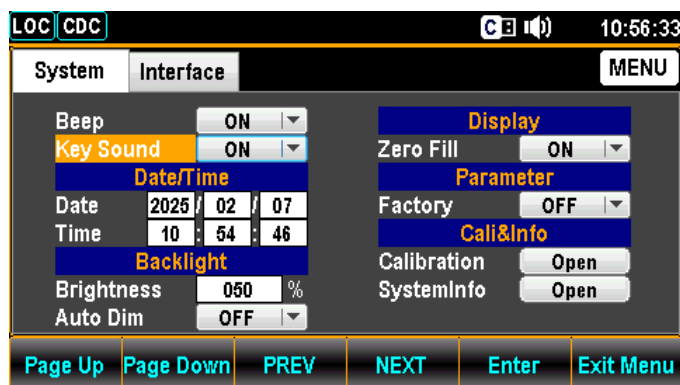 LOC CDC C 10:56:33
System Interface MENU
Beep ON
Key Sound ON
Date/Time
Date 2025 / 02 / 07
Time 10 : 54 : 46
Backlight
Brightness 050 %
Auto Dim OFF
Display
Zero Fill ON
Parameter
Factory OFF
Cali&Info
Calibration Open
SystemInfo Open
Page Up Page Down PREV NEXT Enter Exit Menu